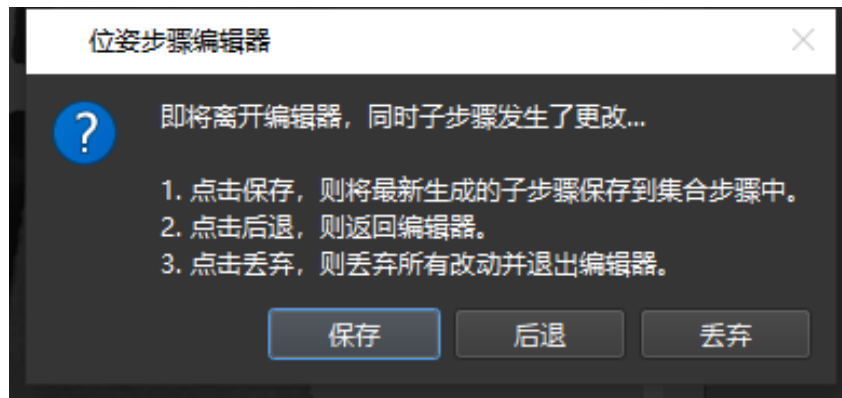 位姿步骤编辑器
?
即将离开编辑器，同时子步骤发生了更改...
1. 点击保存，则将最新生成的子步骤保存到集合步骤中。
2. 点击后退，则返回编辑器。
3. 点击丢弃，则丢弃所有改动并退出编辑器。
保存 后退 丢弃